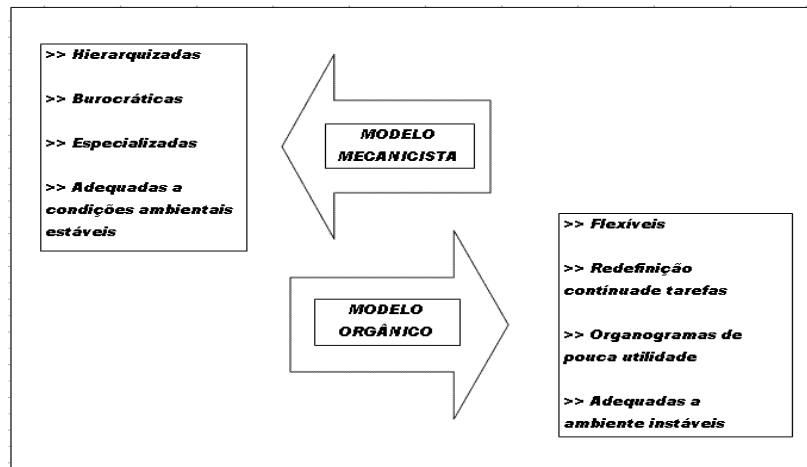 >> Hierarquizadas
>> Burocráticas
>> Especializadas
>> Adequadas a
condições ambientais
estáveis
MODELO
MECANICISTA
MODELO
ORGÂNICO
>> Flexíveis
>> Redefinição
contínuade tarefas
>> Organogramas de
pouca utilidade
>> Adequadas a
ambiente instáveis